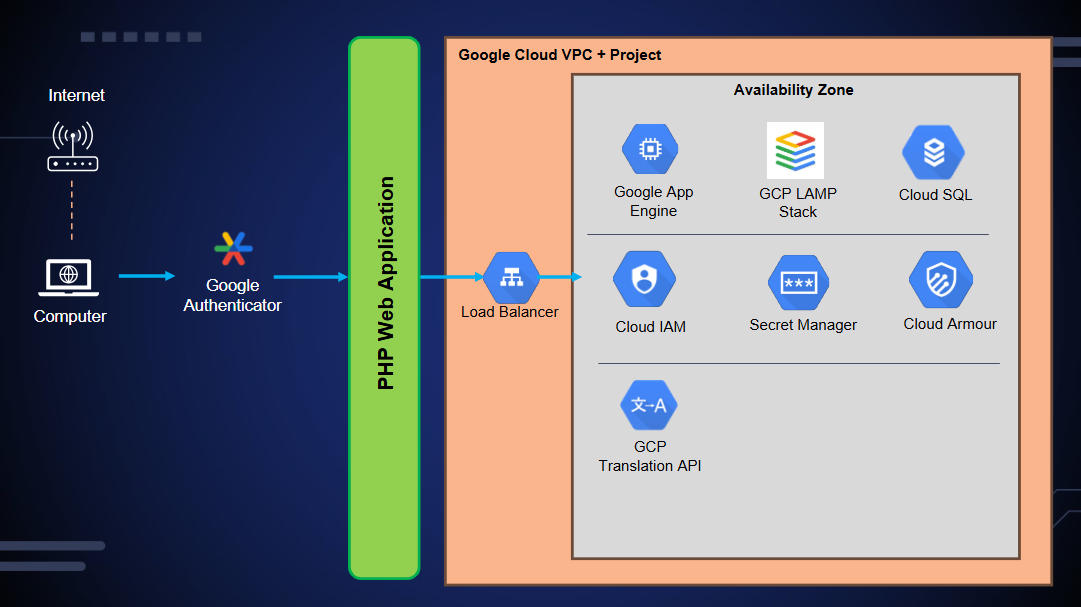 Internet
Computer
Google
Authenticator
PHP Web Application
Google Cloud VPC + Project
Load Balancer
Availability Zone
Google App
Engine
GCP LAMP
Stack
Cloud SQL
Cloud IAM
***
Secret Manager
Cloud Armour
文→A
GCP
Translation API